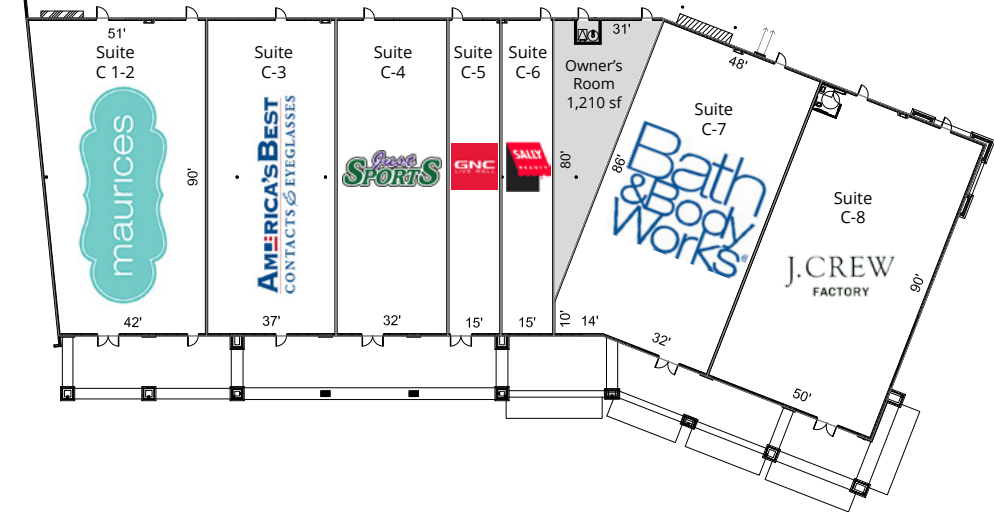 51'
Suite
C 1-2
maurices
90'
42'
Suite
C-3
AMERICA'S BEST
CONTACTS & EYEGLASSES
37'
Suite
C-4
Just
SPORTS
32'
Suite
C-5
GNC
LIVE WELL
15'
Suite
C-6
SALLY
BEAUTY
15'
31'
Owner's
Room
1,210 sf
80'
10'
14'
48'
Suite
C-7
86'
Bath
&Body
Works®
32'
Suite
C-8
J.CREW
FACTORY
90'
50'